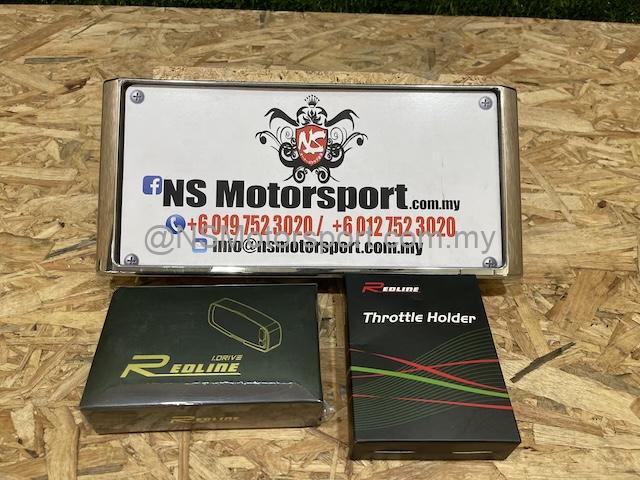 NS
NS Motorsport.com.my
+6 019 752 3020 / +6 012 752 3020
info@nsmotorsport.com.my
@NSMotorsport.com.my
I.DRIVE
REDLINE
REDLINE
Throttle Holder
REDLINE